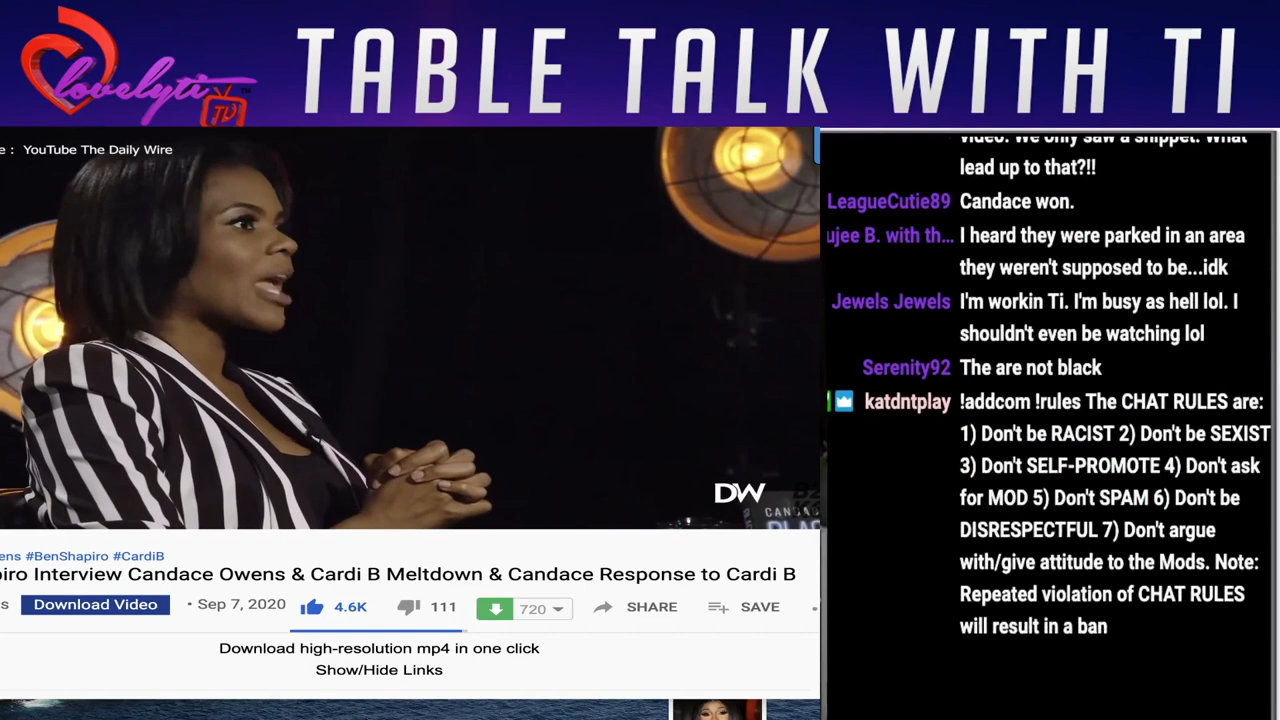 lovelyti TV
TABLE TALK WITH TI
e : YouTube The Daily Wire
DW
CANDA
ens #BenShapiro #CardiB
iro Interview Candace Owens & Cardi B Meltdown & Candace Response to Cardi B
s Download Video • Sep 7, 2020 4.6K 111 720 SHARE SAVE
Download high-resolution mp4 in one click
Show/Hide Links
video. We only saw a snippet. What
lead up to that?!!
LeagueCutie89 Candace won.
ujee B. with th... I heard they were parked in an area
they weren't supposed to be...idk
Jewels Jewels I'm workin Ti. I'm busy as hell lol. I
shouldn't even be watching lol
Serenity92 The are not black
katdntplay !addcom !rules The CHAT RULES are:
1) Don't be RACIST 2) Don't be SEXIST
3) Don't SELF-PROMOTE 4) Don't ask
for MOD 5) Don't SPAM 6) Don't be
DISRESPECTFUL 7) Don't argue
with/give attitude to the Mods. Note:
Repeated violation of CHAT RULES
will result in a ban